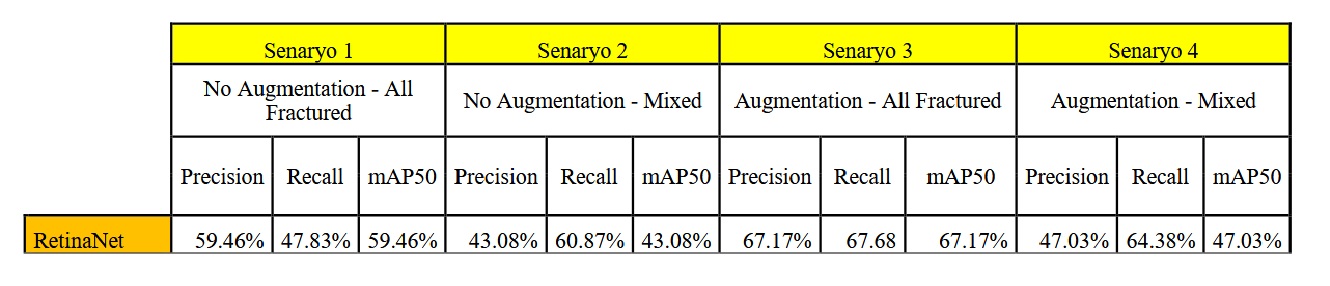 Senaryo 1 Senaryo 2 Senaryo 3 Senaryo 4
No Augmentation - All
Fractured
No Augmentation - Mixed
Augmentation - All Fractured
Augmentation - Mixed
Precision Recall mAP50 Precision Recall mAP50 Precision Recall mAP50 Precision Recall mAP50
RetinaNet 59.46% 47.83% 59.46% 43.08% 60.87% 43.08% 67.17% 67.68 67.17% 47.03% 64.38% 47.03%